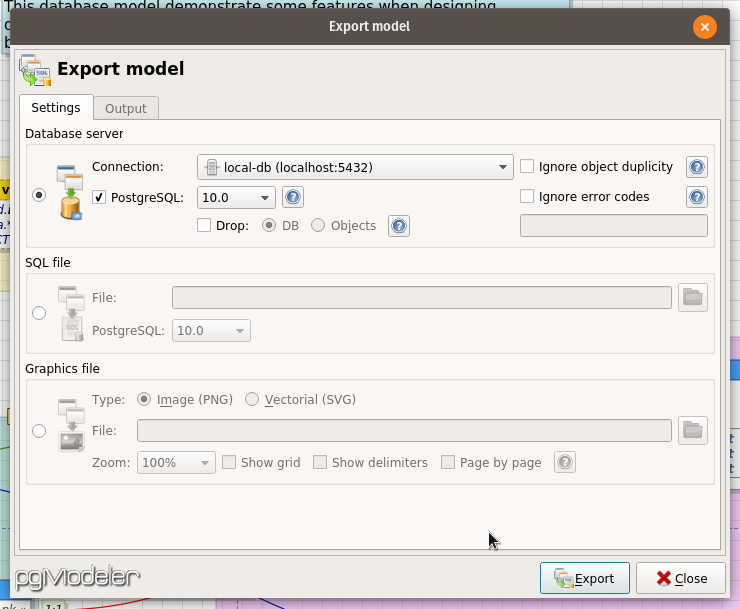 This database model demonstrate some features when designing
Export model
Export model
Settings Output
Database server
Connection: local-db (localhost:5432) Ignore object duplicity
PostgreSQL: 10.0 Ignore error codes
Drop: DB Objects
SQL file
File:
PostgreSQL: 10.0
Graphics file
Type: Image (PNG) Vectorial (SVG)
File:
Zoom: 100% Show grid Show delimiters Page by page
pgModeler Export Close
1:1